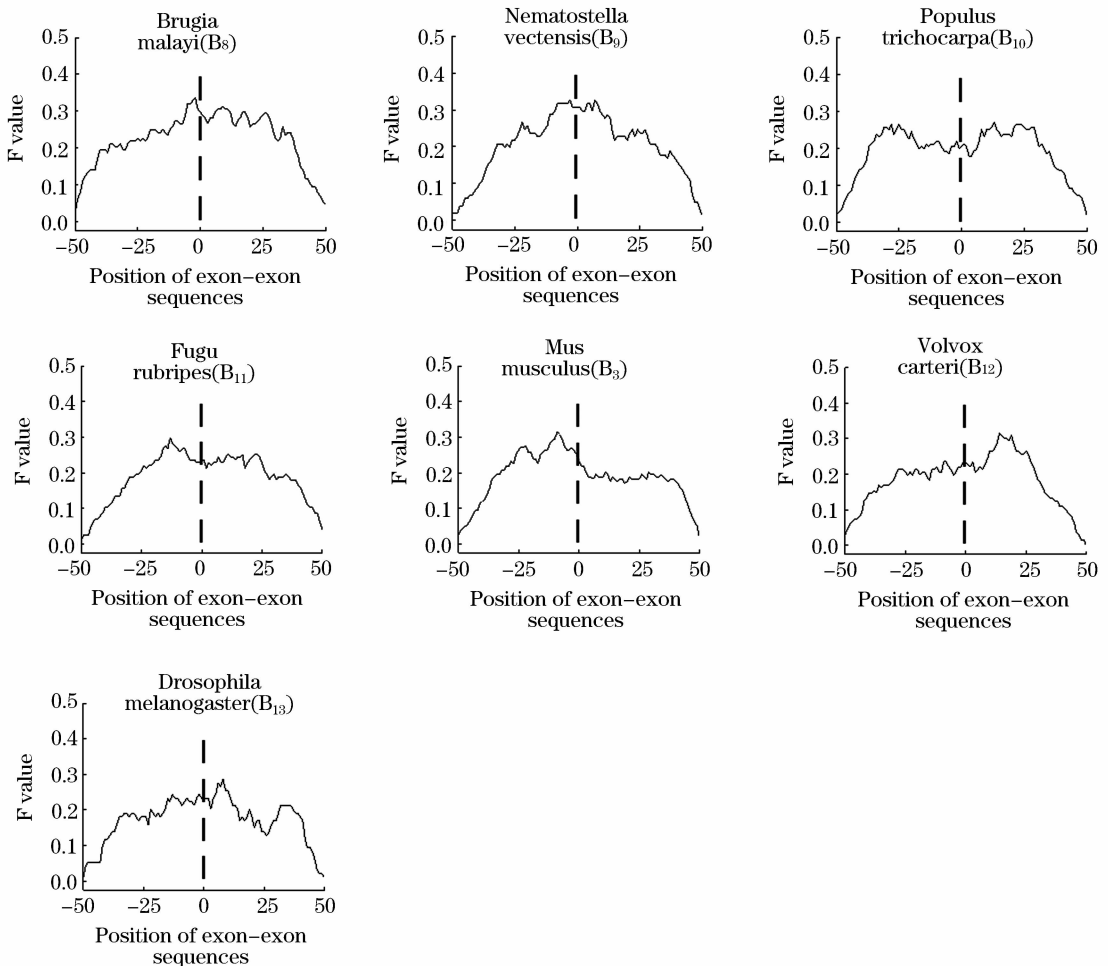 Brugia
malayi(B8)
0.5
0.4
0.3
0.2
0.1
0.0
F value
−50 −25 0 25 50
Position of exon−exon
sequences
Nematostella
vectensis(B9)
0.5
0.4
0.3
0.2
0.1
0.0
F value
−50 −25 0 25 50
Position of exon−exon
sequences
Populus
trichocarpa(B10)
0.5
0.4
0.3
0.2
0.1
0.0
F value
−50 −25 0 25 50
Position of exon−exon
sequences
Fugu
rubripes(B11)
0.5
0.4
0.3
0.2
0.1
0.0
F value
−50 −25 0 25 50
Position of exon−exon
sequences
Mus
musculus(B3)
0.5
0.4
0.3
0.2
0.1
0.0
F value
−50 −25 0 25 50
Position of exon−exon
sequences
Volvox
carteri(B12)
0.5
0.4
0.3
0.2
0.1
0.0
F value
−50 −25 0 25 50
Position of exon−exon
sequences
Drosophila
melanogaster(B13)
0.5
0.4
0.3
0.2
0.1
0.0
F value
−50 −25 0 25 50
Position of exon−exon
sequences